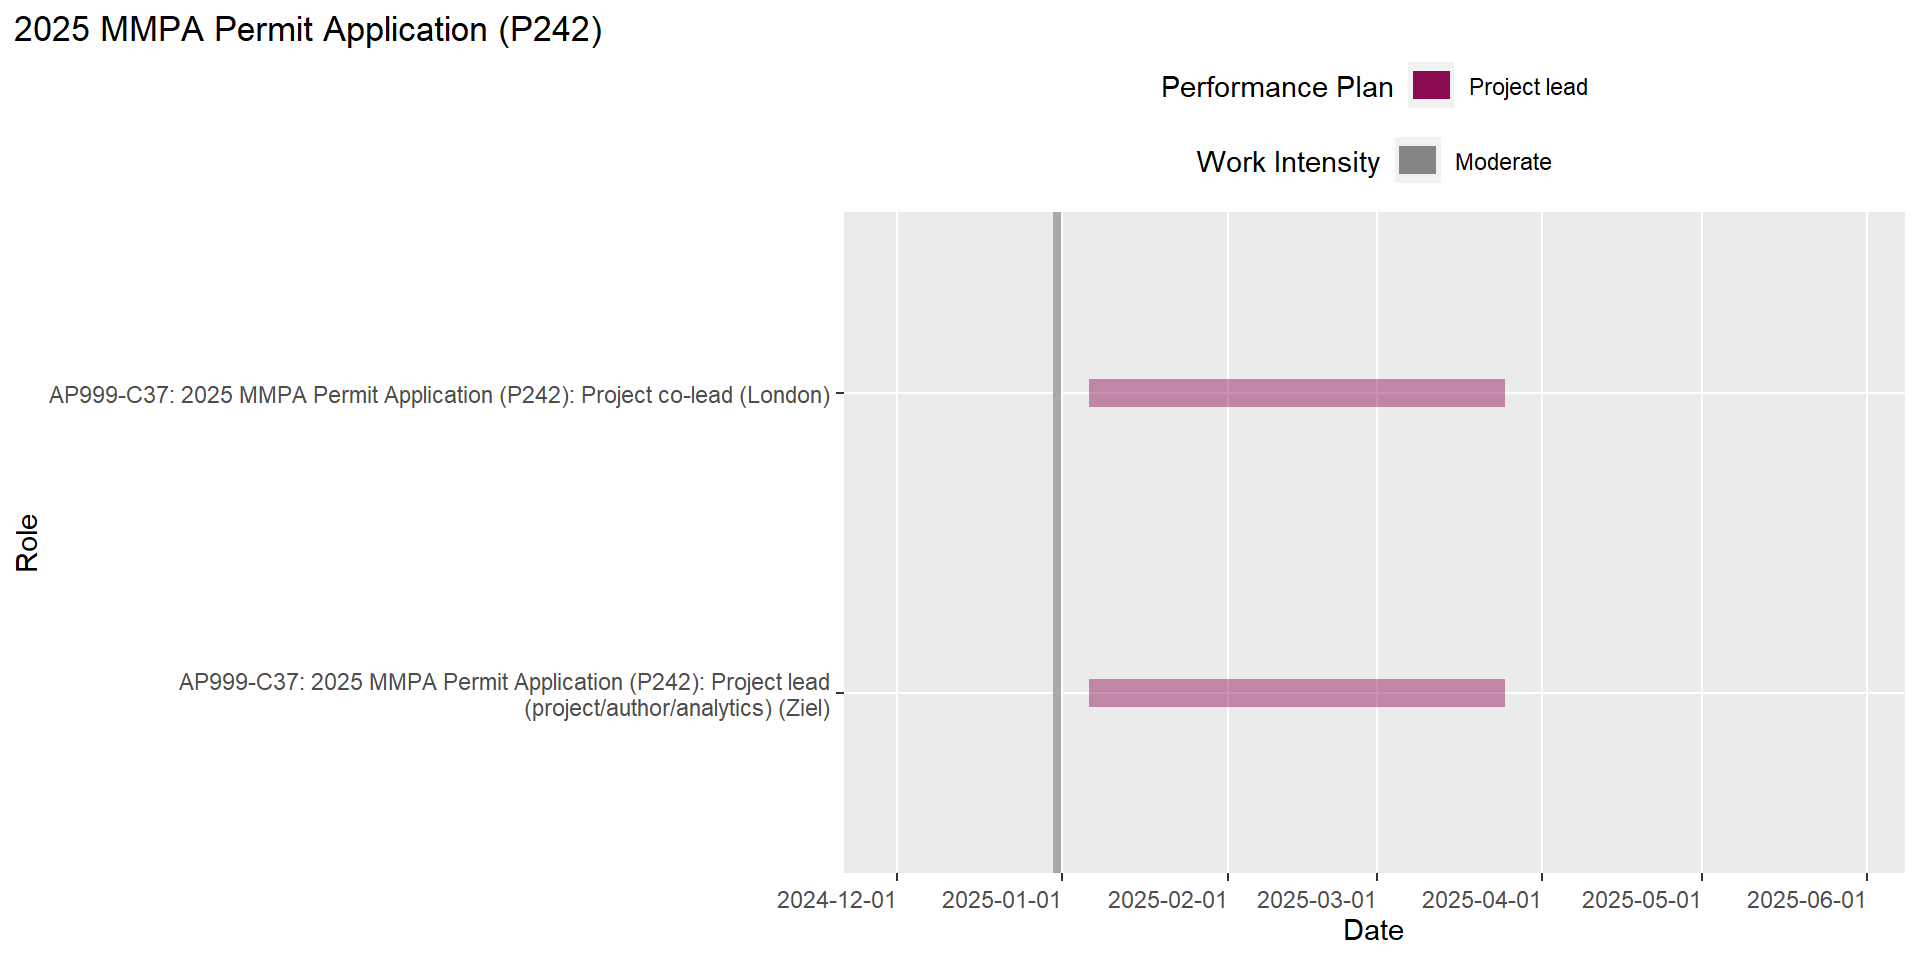 2025 MMPA Permit Application (P242)
Performance Plan Project lead
Work Intensity Moderate
AP999-C37: 2025 MMPA Permit Application (P242): Project co-lead (London)
Role
AP999-C37: 2025 MMPA Permit Application (P242): Project lead
(project/author/analytics) (Ziel)
2024-12-01 2025-01-01 2025-02-01 2025-03-01 2025-04-01 2025-05-01 2025-06-01
Date